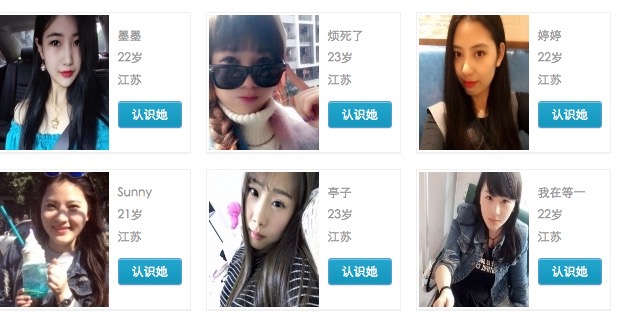 墨墨
22岁
江苏
认识她
烦死了
23岁
江苏
认识她
婷婷
22岁
江苏
认识她
Sunny
21岁
江苏
认识她
亭子
23岁
江苏
认识她
我在等一
22岁
江苏
认识她